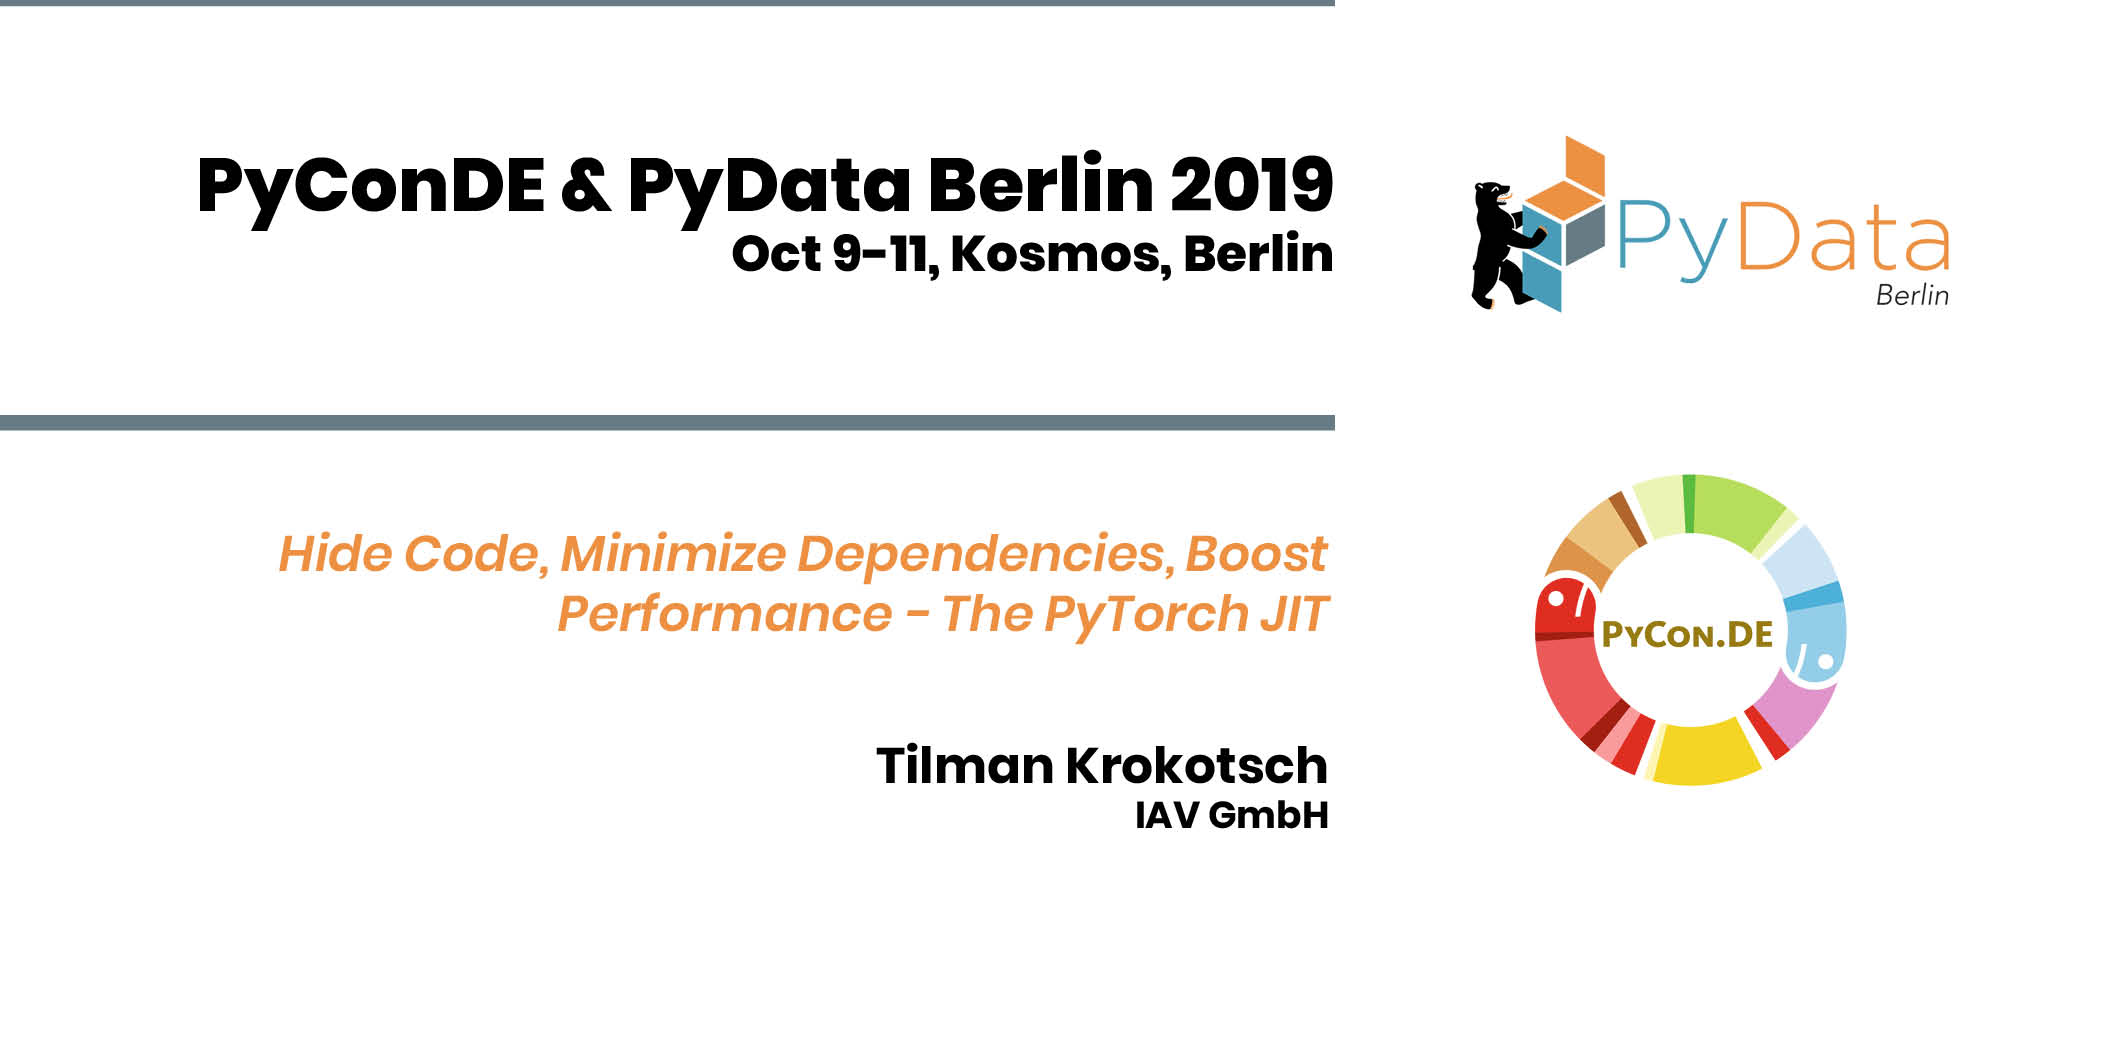 PyConDE & PyData Berlin 2019
Oct 9-11, Kosmos, Berlin
PyData
Berlin
Hide Code, Minimize Dependencies, Boost
Performance - The PyTorch JIT
PYCON.DE
Tilman Krokotsch
IAV GmbH